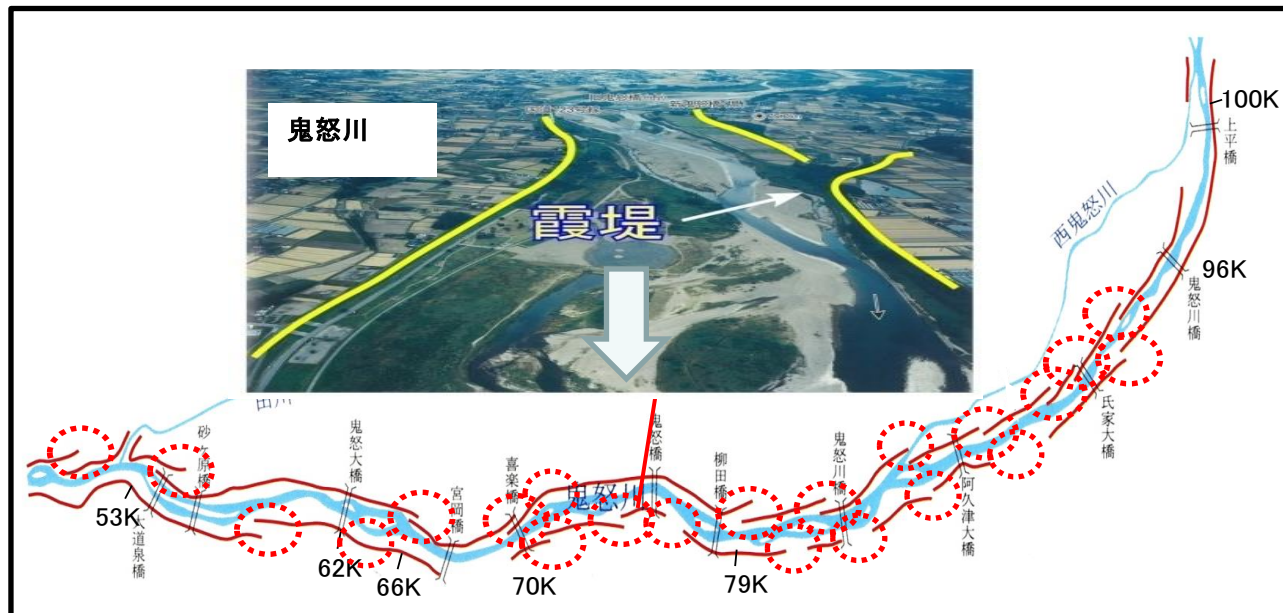 鬼怒川
霞堤
100K
上平橋
西鬼怒川
96K
鬼怒川橋
氏家大橋
田川
砂ヶ原橋
鬼怒大橋
喜楽橋
鬼怒橋
鬼怒川
柳田橋
鬼怒川橋
宮岡橋
阿久津大橋
53K
大道泉橋
62K
66K
70K
79K